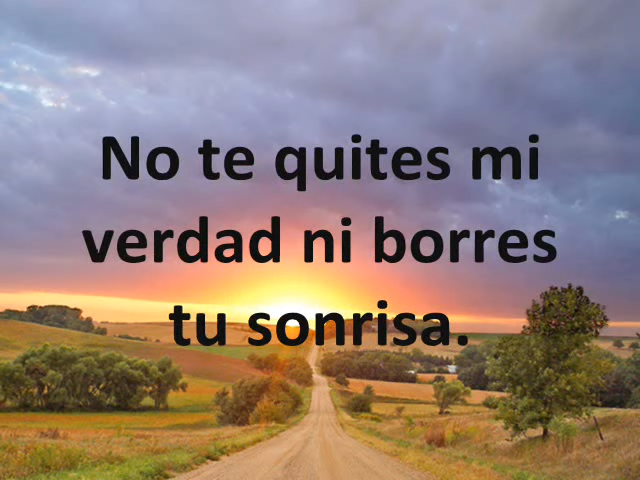 No te quites mi
verdad ni borres
tu sonrisa.